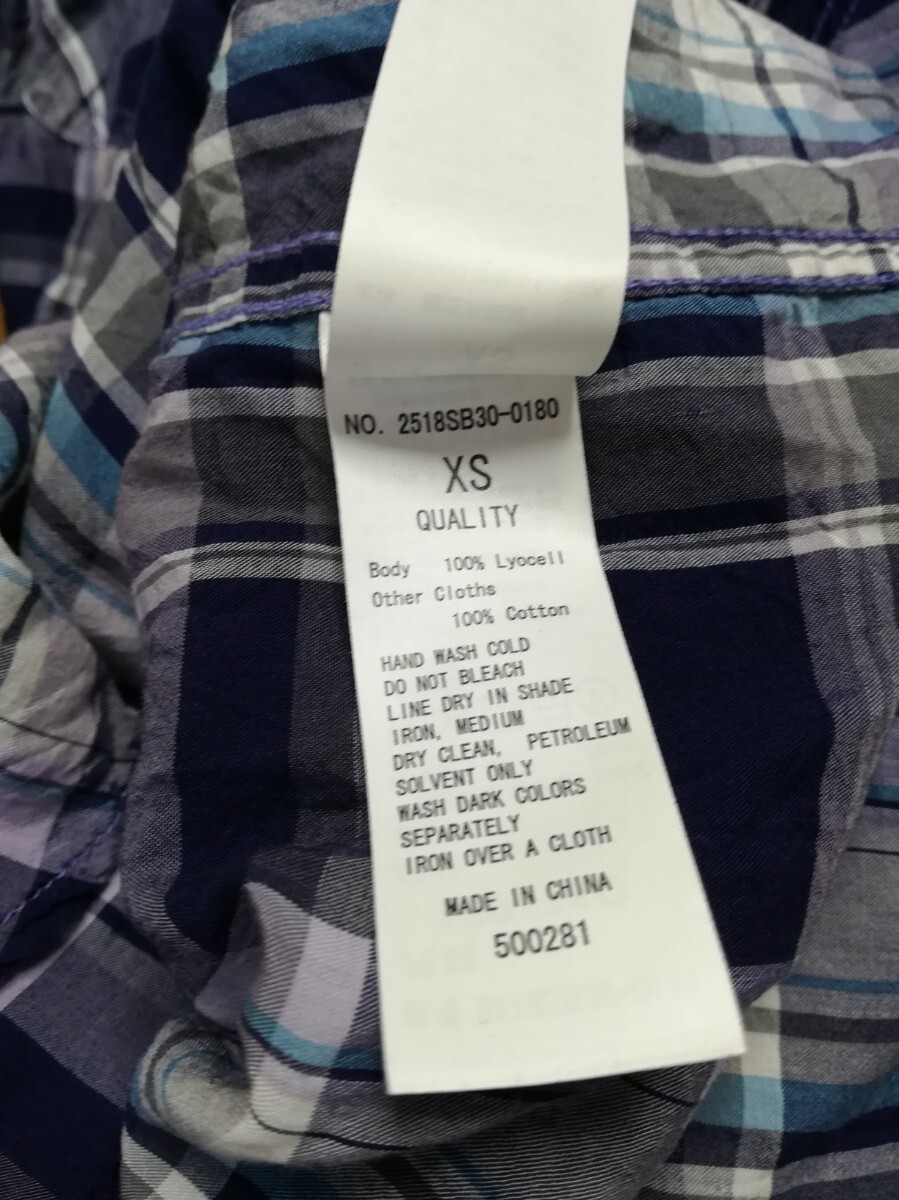 NO. 2518SB30-0180
XS
QUALITY
Body 100% Lyocell
Other Cloths
100% Cotton
HAND WASH COLD
DO NOT BLEACH
LINE DRY IN SHADE
IRON, MEDIUM
DRY CLEAN, PETROLEUM
SOLVENT ONLY
WASH DARK COLORS
SEPARATELY
IRON OVER A CLOTH
MADE IN CHINA
500281